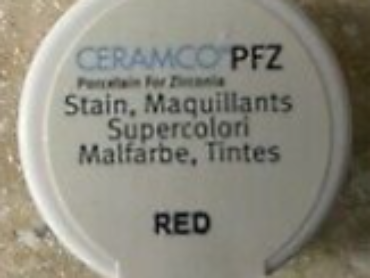 CERAMCO® PFZ
Porcelain For Zirconia
Stain, Maquillants
Supercolori
Malfarbe, Tintes
RED